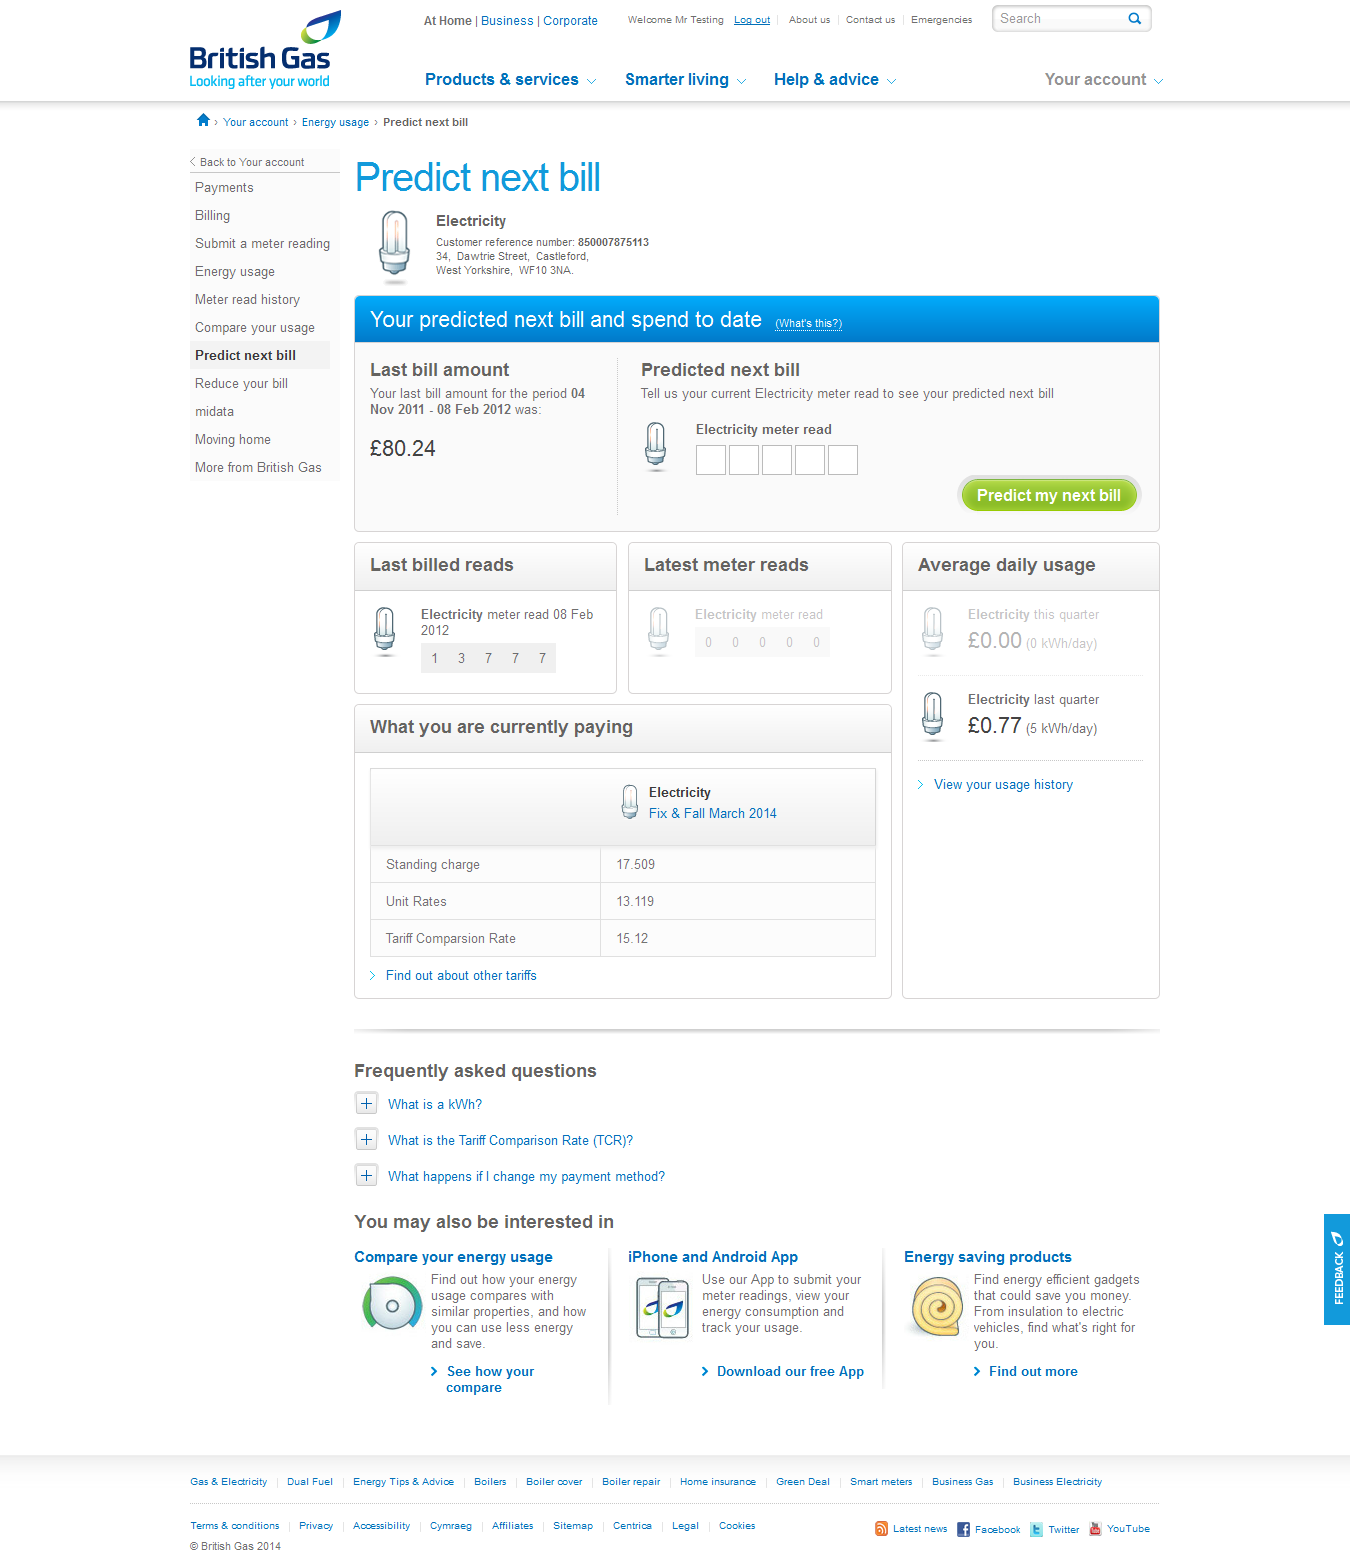 At Home | Business | Corporate
Welcome Mr Testing Log out About us Contact us Emergencies
Search
British Gas
Looking after your world
Products & services Smarter living Help & advice Your account
› Your account › Energy usage › Predict next bill
Back to Your account
Payments
Billing
Submit a meter reading
Energy usage
Meter read history
Compare your usage
Predict next bill
Reduce your bill
midata
Moving home
More from British Gas
Predict next bill
Electricity
Customer reference number: 850007875113
34, Dawtrie Street, Castleford,
West Yorkshire, WF10 3NA.
Your predicted next bill and spend to date (What's this?)
Last bill amount
Your last bill amount for the period 04
Nov 2011 - 08 Feb 2012 was:
£80.24
Predicted next bill
Tell us your current Electricity meter read to see your predicted next bill
Electricity meter read
Predict my next bill
Last billed reads
Electricity meter read 08 Feb
2012
1 3 7 7 7
Latest meter reads
Electricity meter read
0 0 0 0 0
Average daily usage
Electricity this quarter
£0.00 (0 kWh/day)
Electricity last quarter
£0.77 (5 kWh/day)
View your usage history
What you are currently paying
Electricity
Fix & Fall March 2014
Standing charge 17.509
Unit Rates 13.119
Tariff Comparsion Rate 15.12
Find out about other tariffs
Frequently asked questions
What is a kWh?
What is the Tariff Comparison Rate (TCR)?
What happens if I change my payment method?
You may also be interested in
Compare your energy usage
Find out how your energy
usage compares with
similar properties, and how
you can use less energy
and save.
See how your
compare
iPhone and Android App
Use our App to submit your
meter readings, view your
energy consumption and
track your usage.
Download our free App
Energy saving products
Find energy efficient gadgets
that could save you money.
From insulation to electric
vehicles, find what's right for
you.
Find out more
FEEDBACK
Gas & Electricity Dual Fuel Energy Tips & Advice Boilers Boiler cover Boiler repair Home insurance Green Deal Smart meters Business Gas Business Electricity
Terms & conditions Privacy Accessibility Cymraeg Affiliates Sitemap Centrica Legal Cookies
Latest news Facebook Twitter YouTube
© British Gas 2014